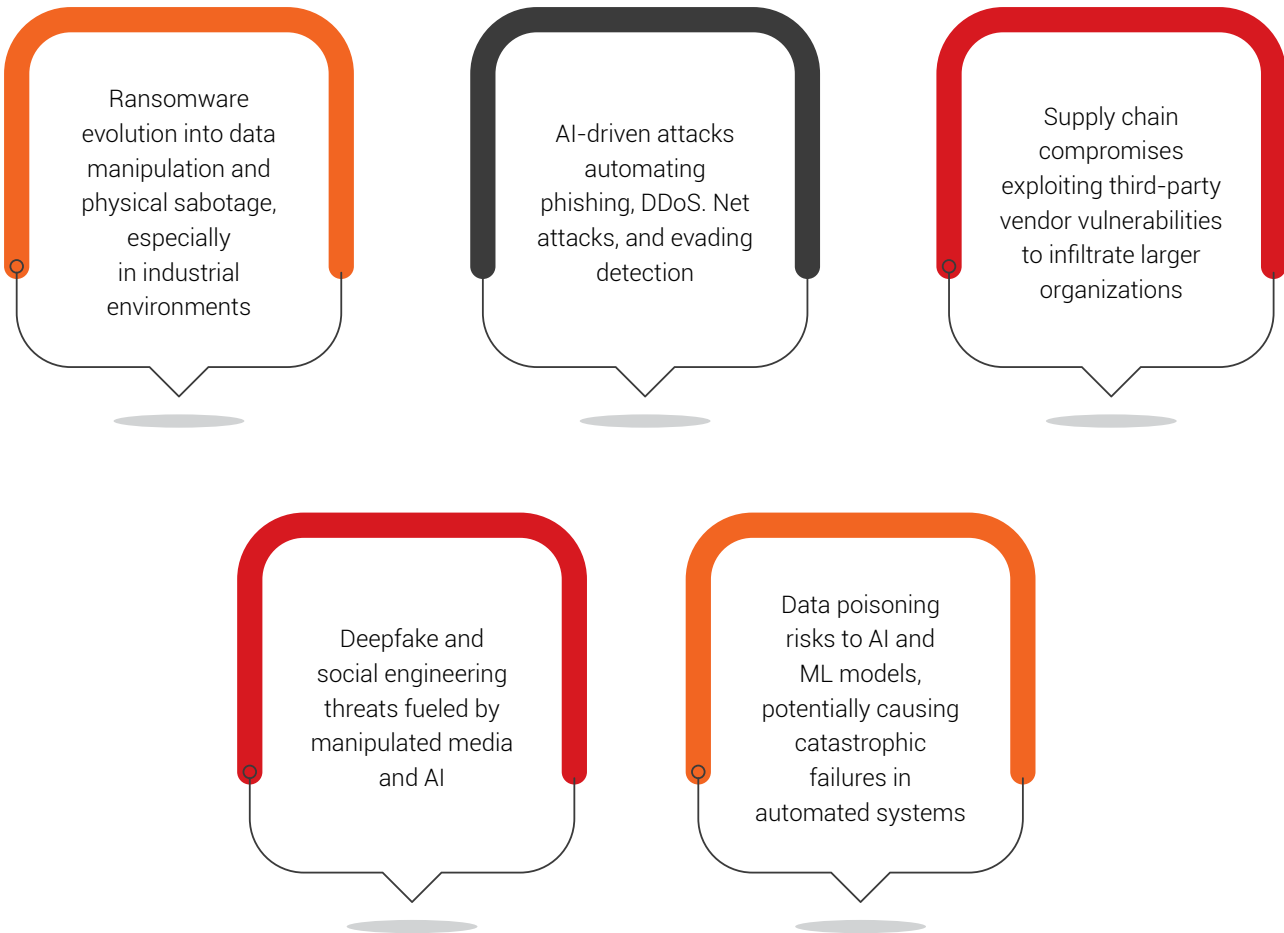 Ransomware
evolution into data
manipulation and
physical sabotage,
especially
in industrial
environments
AI-driven attacks
automating
phishing, DDoS. Net
attacks, and evading
detection
Supply chain
compromises
exploiting third-party
vendor vulnerabilities
to infiltrate larger
organizations
Deepfake and
social engineering
threats fueled by
manipulated media
and AI
Data poisoning
risks to AI and
ML models,
potentially causing
catastrophic
failures in
automated systems